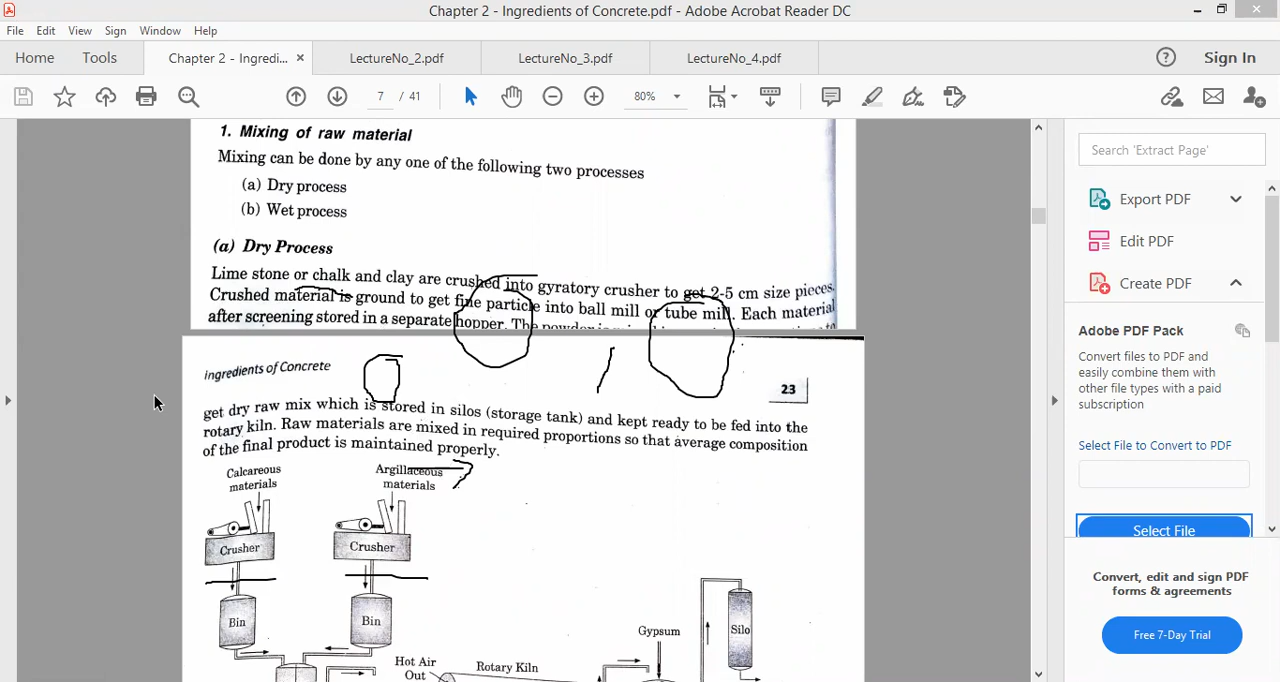 Chapter 2 - Ingredients of Concrete.pdf - Adobe Acrobat Reader DC
File Edit View Sign Window Help
Home Tools Chapter 2 - Ingredi... × LectureNo_2.pdf LectureNo_3.pdf LectureNo_4.pdf Sign In
7 / 41 80%
1. Mixing of raw material
Mixing can be done by any one of the following two processes
(a) Dry process
(b) Wet process
(a) Dry Process
Lime stone or chalk and clay are crushed into gyratory crusher to get 2-5 cm size pieces.
Crushed material is ground to get fine particle into ball mill or tube mill. Each material
after screening stored in a separate hopper. The powder
Ingredients of Concrete
23
get dry raw mix which is stored in silos (storage tank) and kept ready to be fed into the
rotary kiln. Raw materials are mixed in required proportions so that average composition
of the final product is maintained properly.
Calcareous
materials
Argillaceous
materials
Crusher Crusher
Bin Bin
Gypsum
Silo
Hot Air
Out
Rotary Kiln
Search 'Extract Page'
Export PDF
Edit PDF
Create PDF
Adobe PDF Pack
Convert files to PDF and
easily combine them with
other file types with a paid
subscription
Select File to Convert to PDF
Select File
Convert, edit and sign PDF
forms & agreements
Free 7-Day Trial